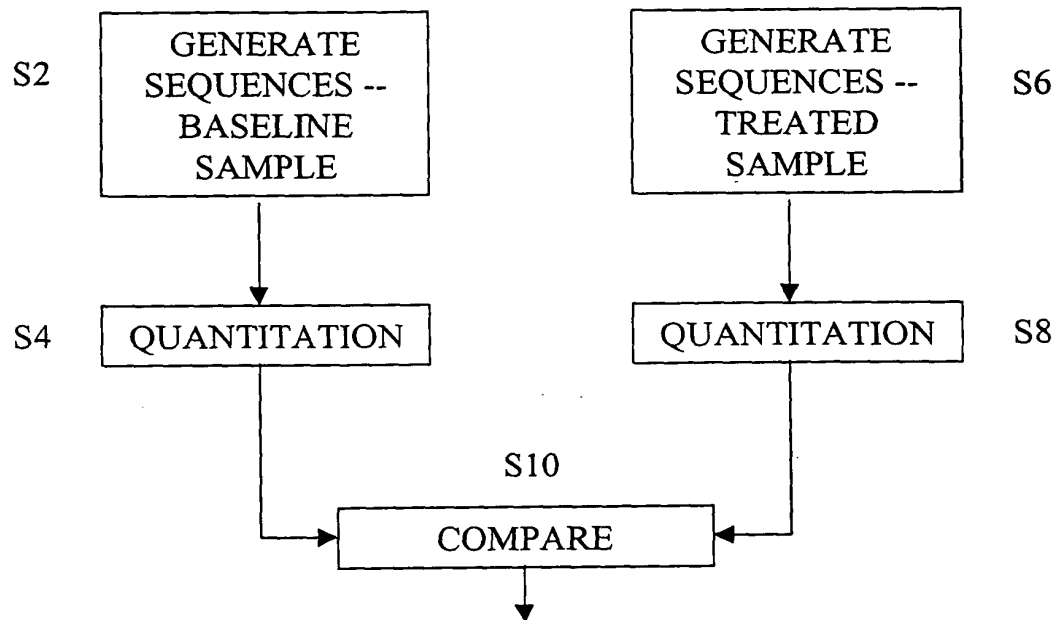 S2
GENERATE
SEQUENCES --
BASELINE
SAMPLE
GENERATE
SEQUENCES --
TREATED
SAMPLE
S6
S4
QUANTITATION
QUANTITATION
S8
S10
COMPARE